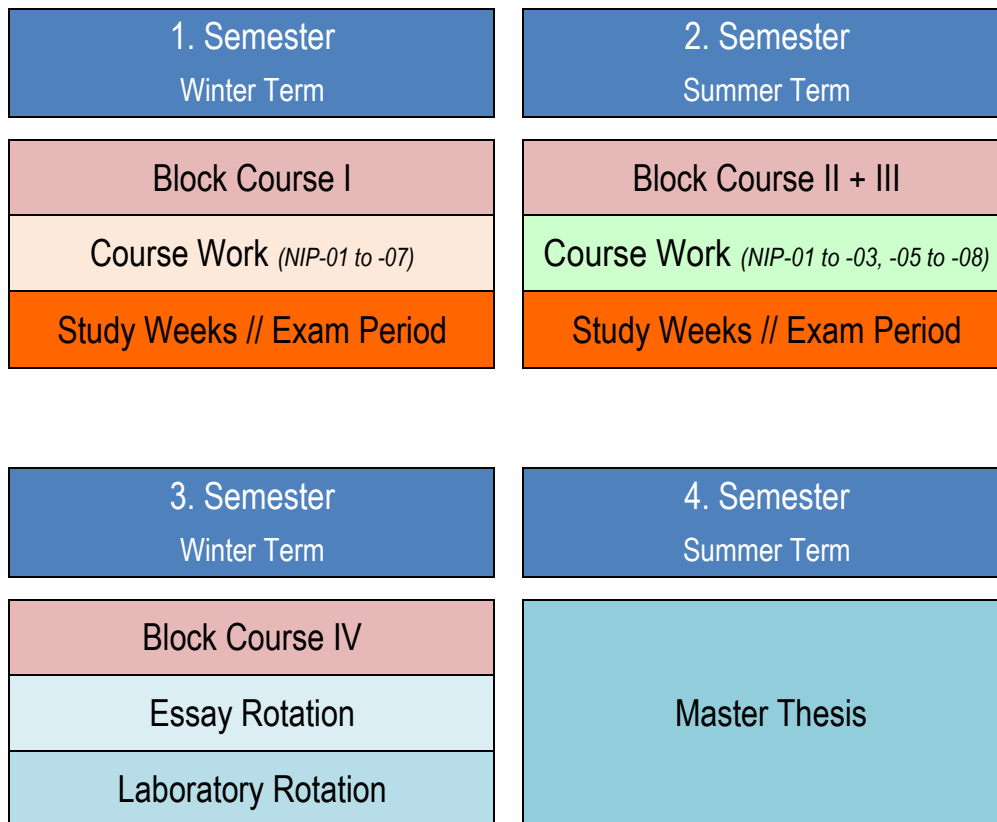 1. Semester
Winter Term
Block Course I
Course Work (NIP-01 to -07)
Study Weeks // Exam Period
2. Semester
Summer Term
Block Course II + III
Course Work (NIP-01 to -03, -05 to -08)
Study Weeks // Exam Period
3. Semester
Winter Term
Block Course IV
Essay Rotation
Laboratory Rotation
4. Semester
Summer Term
Master Thesis